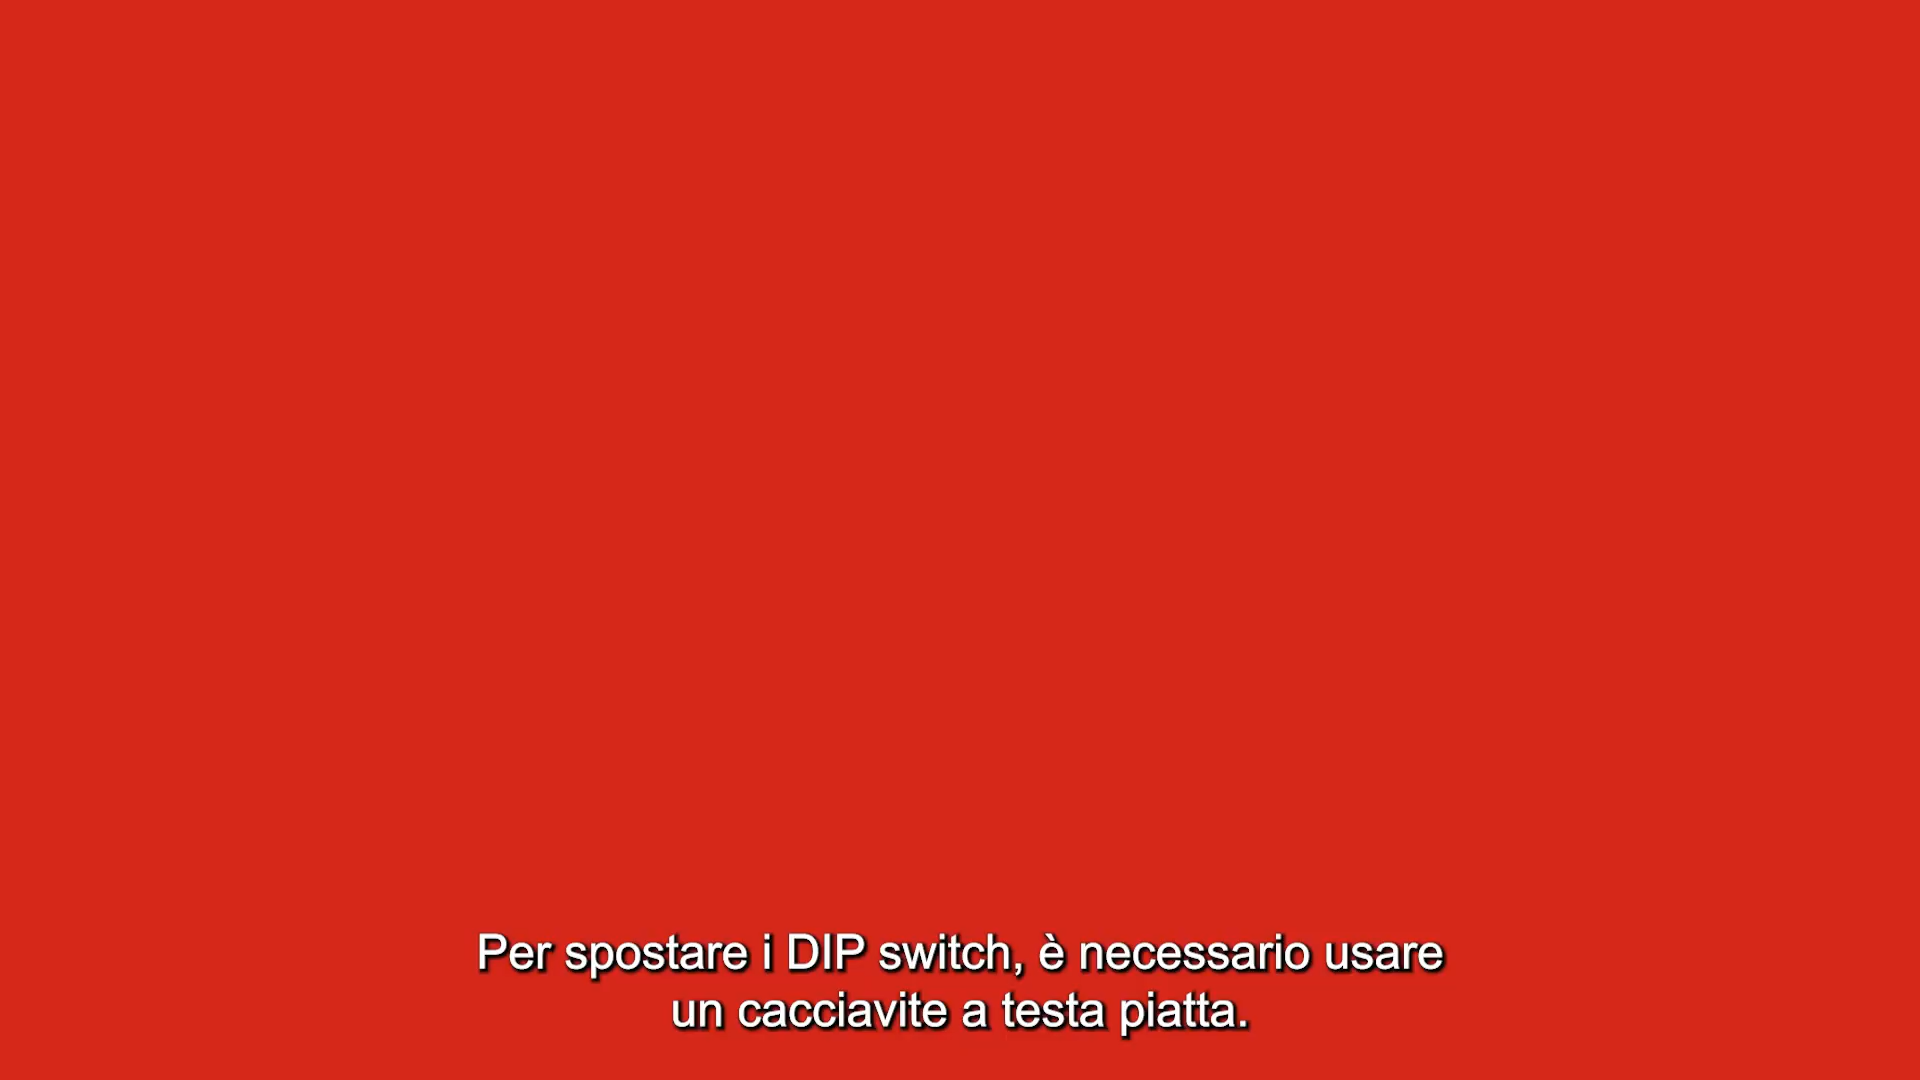 Per spostare i DIP switch, è necessario usare
un cacciavite a testa piatta.